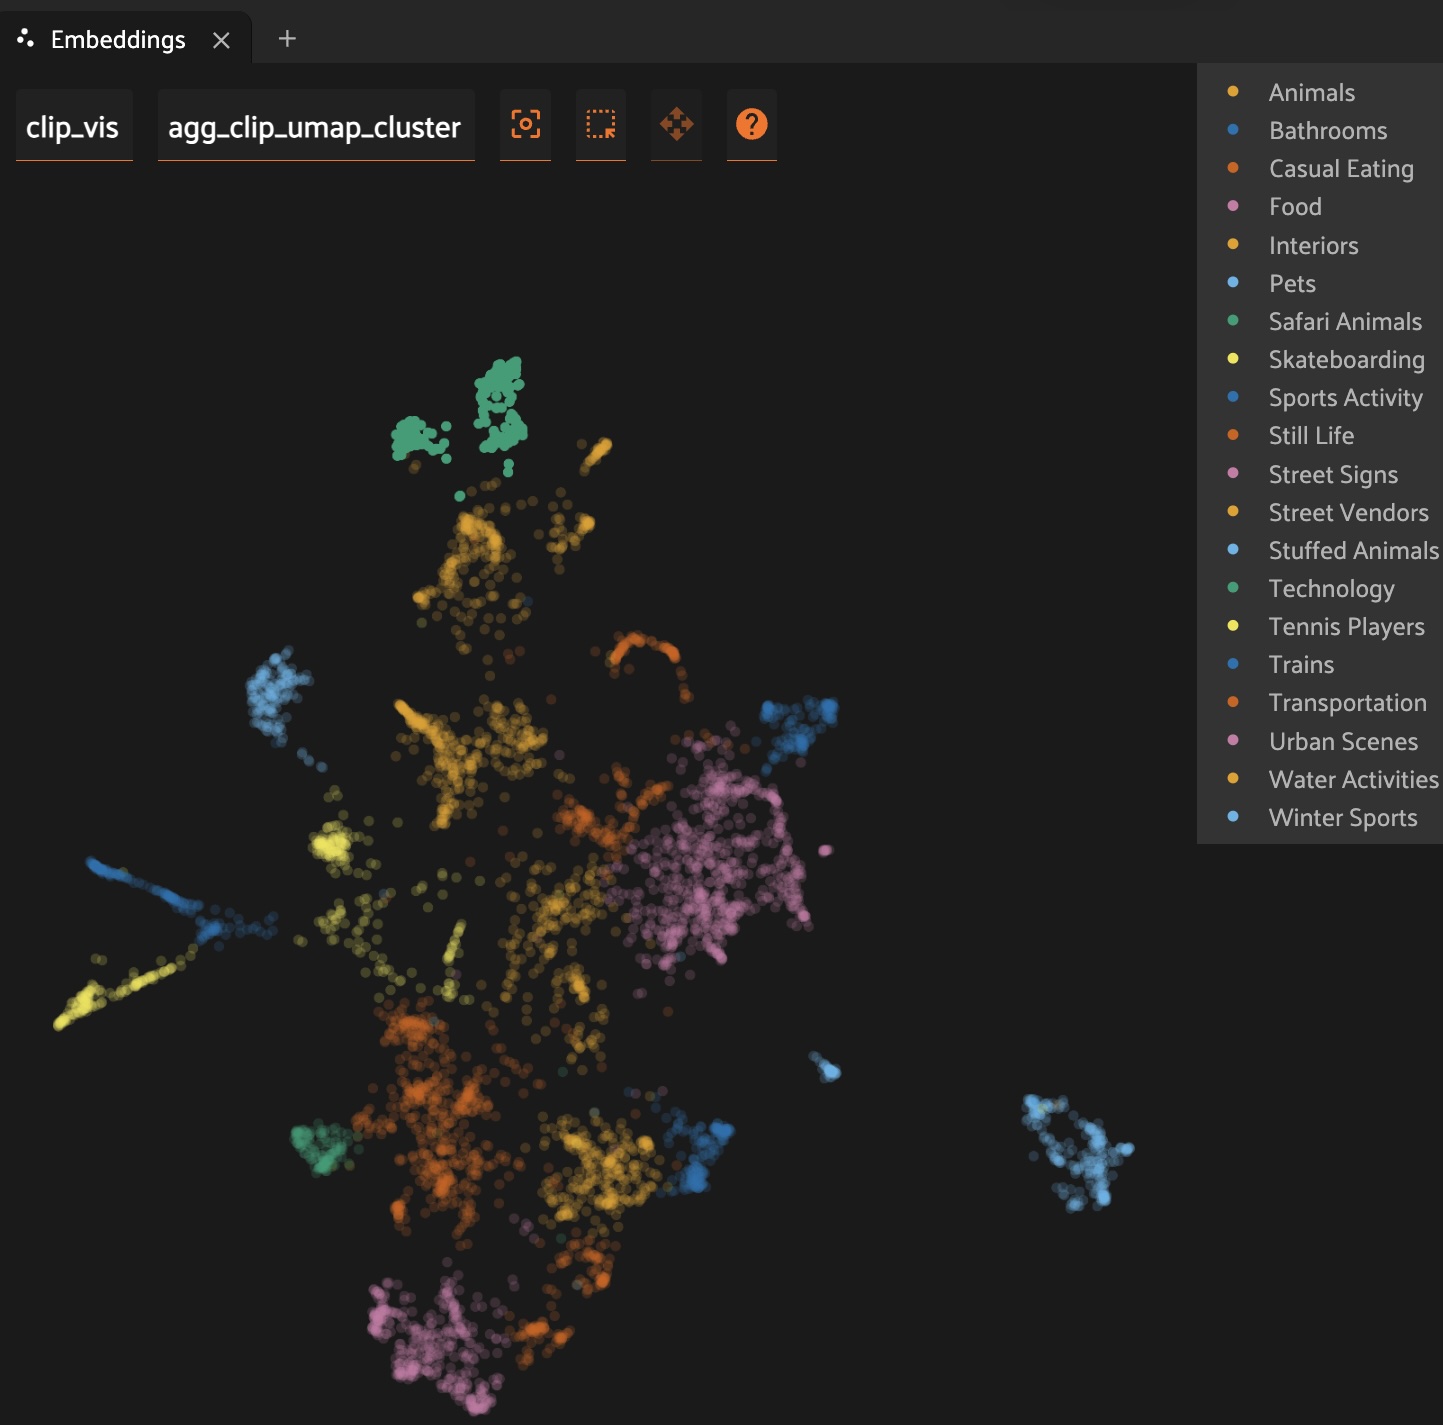 Embeddings
clip_vis
agg_clip_umap_cluster
?
Animals
Bathrooms
Casual Eating
Food
Interiors
Pets
Safari Animals
Skateboarding
Sports Activity
Still Life
Street Signs
Street Vendors
Stuffed Animals
Technology
Tennis Players
Trains
Transportation
Urban Scenes
Water Activities
Winter Sports